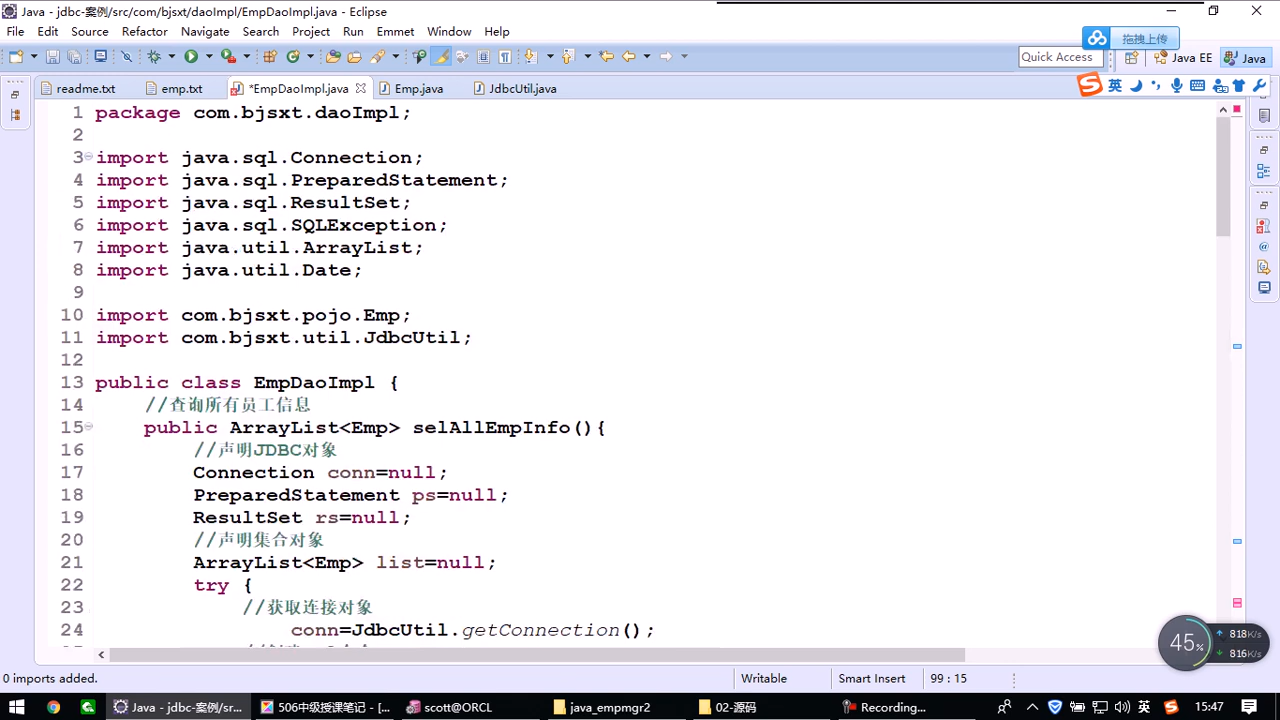 Java - jdbc-案例/src/com/bjsxt/daoImpl/EmpDaoImpl.java - Eclipse
File Edit Source Refactor Navigate Search Project Run Emmet Window Help
拖拽上传
Quick Access
Java EE
Java
英
readme.txt
emp.txt
*EmpDaoImpl.java
Emp.java
JdbcUtil.java
1 package com.bjsxt.daoImpl;
2
3 import java.sql.Connection;
4 import java.sql.PreparedStatement;
5 import java.sql.ResultSet;
6 import java.sql.SQLException;
7 import java.util.ArrayList;
8 import java.util.Date;
9
10 import com.bjsxt.pojo.Emp;
11 import com.bjsxt.util.JdbcUtil;
12
13 public class EmpDaoImpl {
14 //查询所有员工信息
15 public ArrayList<Emp> selAllEmpInfo(){
16 //声明JDBC对象
17 Connection conn=null;
18 PreparedStatement ps=null;
19 ResultSet rs=null;
20 //声明集合对象
21 ArrayList<Emp> list=null;
22 try {
23 //获取连接对象
24 conn=JdbcUtil.getConnection();
45%
818K/s
816K/s
0 imports added.
Writable
Smart Insert
99 : 15
Java - jdbc-案例/sr...
506中级授课笔记 - [...
scott@ORCL
java_empmgr2
02-源码
Recording...
英
15:47